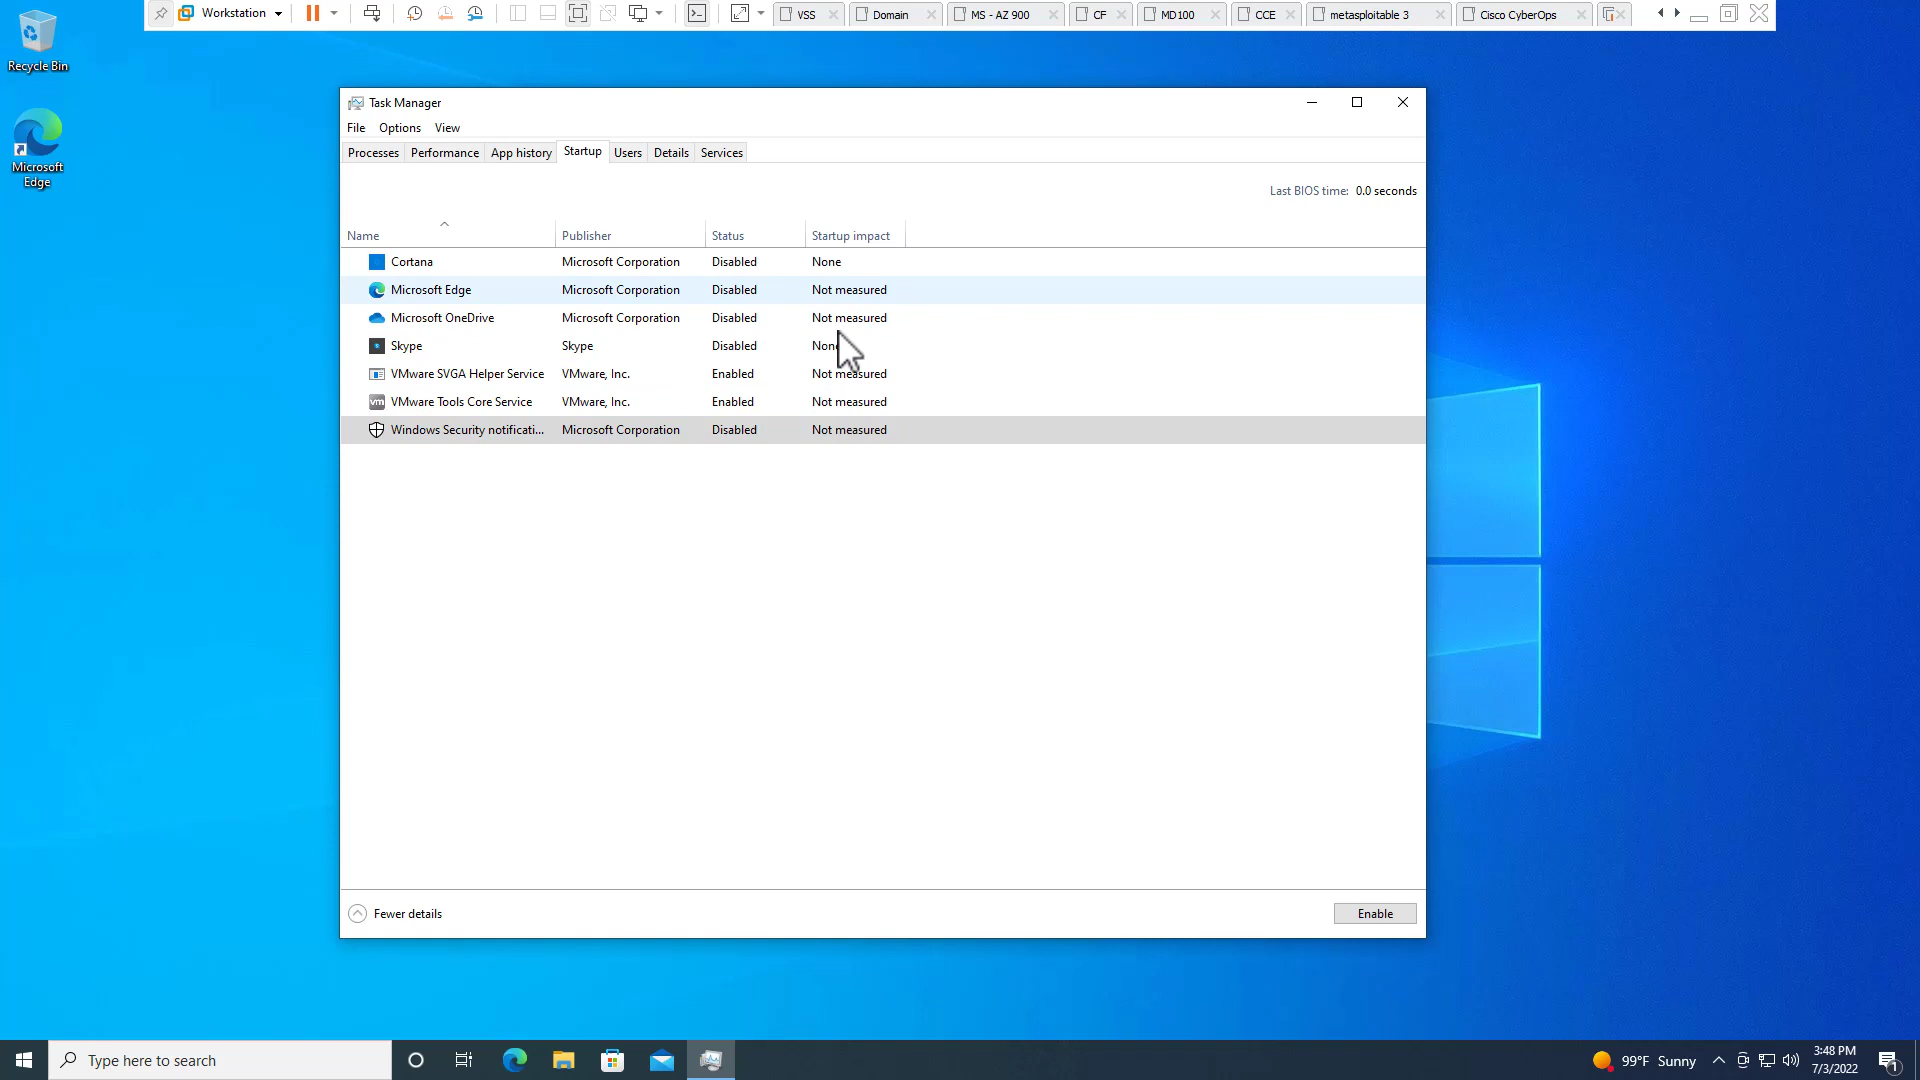 Workstation
VSS
Domain
MS - AZ 900
CF
MD100
CCE
metasploitable 3
Cisco CyberOps
Recycle Bin
Microsoft
Edge
Task Manager
File Options View
Processes Performance App history Startup Users Details Services
Last BIOS time: 0.0 seconds
Name Publisher Status Startup impact
Cortana Microsoft Corporation Disabled None
Microsoft Edge Microsoft Corporation Disabled Not measured
Microsoft OneDrive Microsoft Corporation Disabled Not measured
Skype Skype Disabled None
VMware SVGA Helper Service VMware, Inc. Enabled Not measured
vm VMware Tools Core Service VMware, Inc. Enabled Not measured
Windows Security notificati... Microsoft Corporation Disabled Not measured
Fewer details
Enable
Type here to search
99°F Sunny
3:48 PM
7/3/2022
1